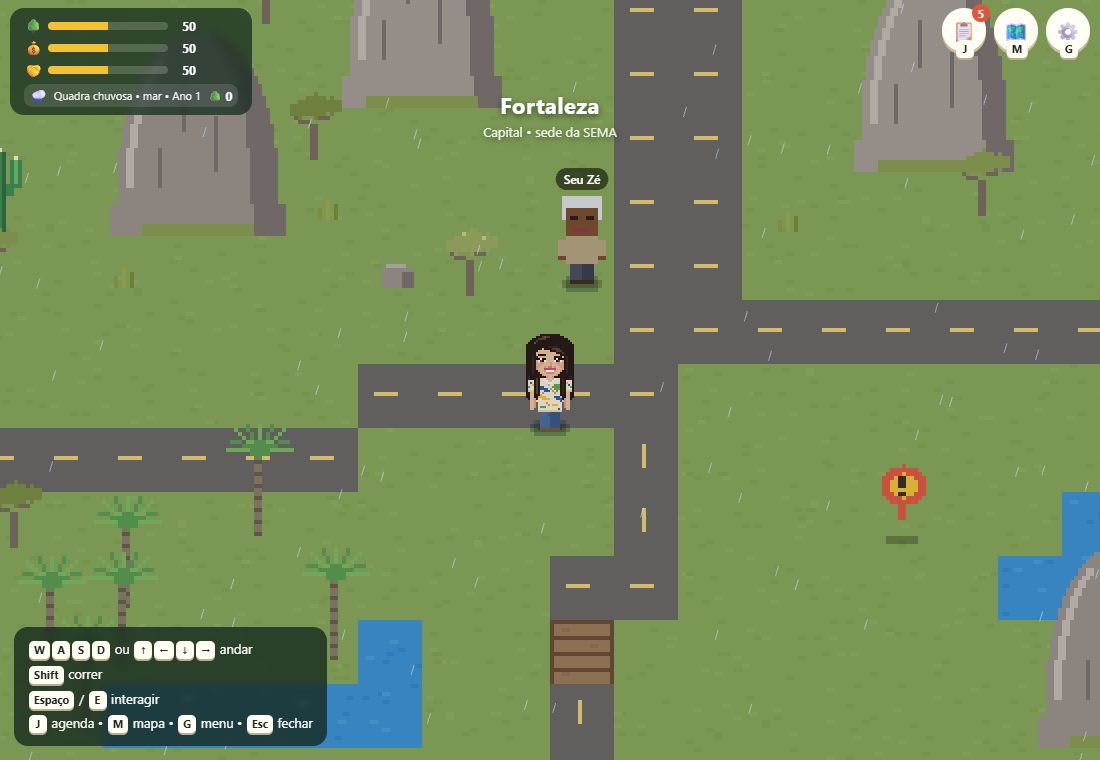 50
50
50
Quadra chuvosa • mar • Ano 1 0
5
J
M
G
Fortaleza
Capital • sede da SEMA
Seu Zé
W A S D ou ↑ ← ↓ → andar
Shift correr
Espaço / E interagir
J agenda • M mapa • G menu • Esc fechar